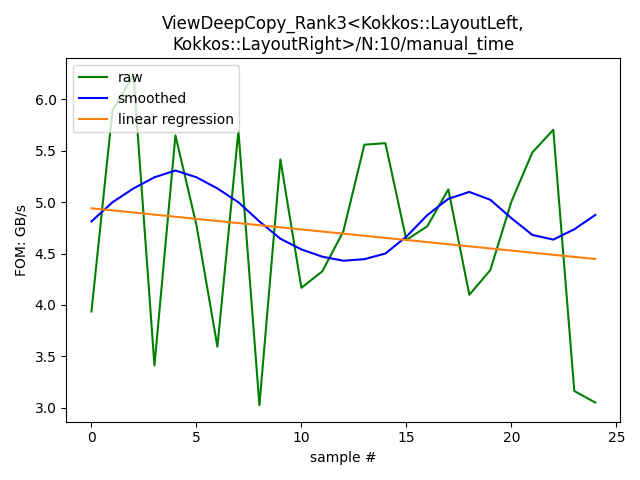 ViewDeepCopy_Rank3<Kokkos::LayoutLeft,
Kokkos::LayoutRight>/N:10/manual_time
raw
smoothed
linear regression
FOM: GB/s
6.0
5.5
5.0
4.5
4.0
3.5
3.0
0
5
10
15
20
25
sample #